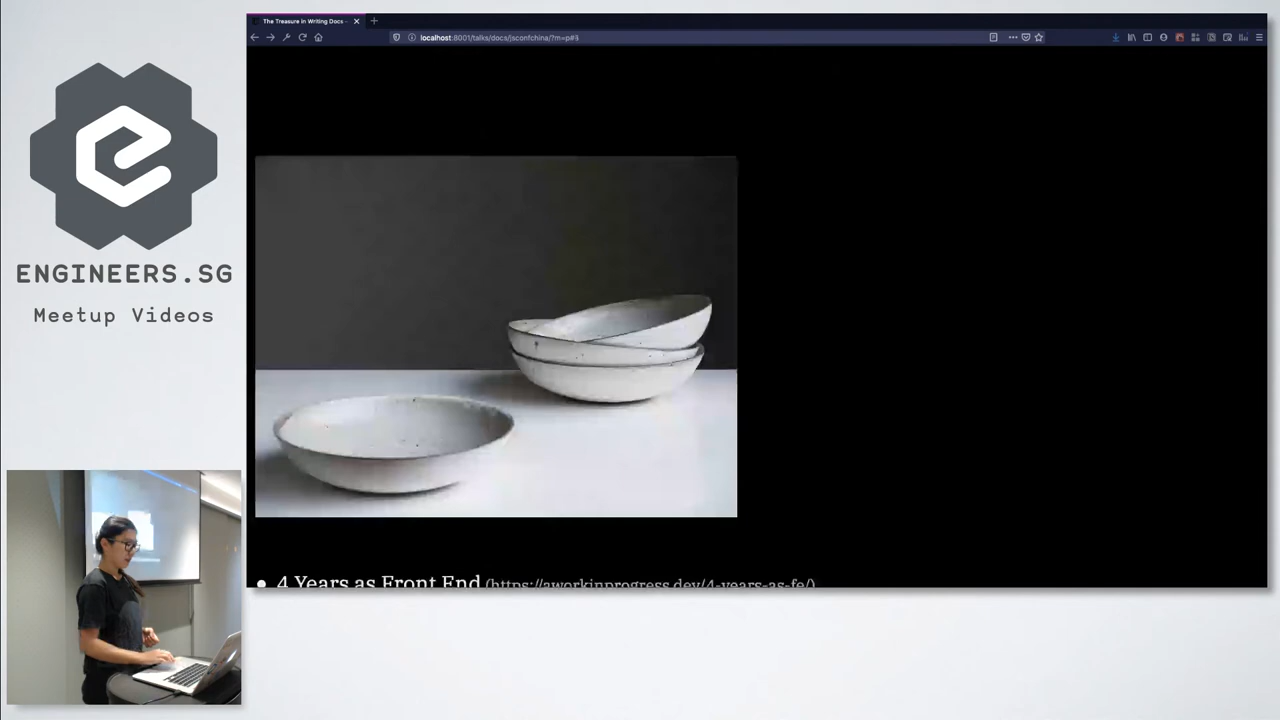 The Treasure in Writing Docs -
localhost:8001/talks/docs/jsconfchina/?m=p#3
ENGINEERS.SG
Meetup Videos
4 Years as Front End (https://aworkinprogress.dev/4-years-as-fe/)